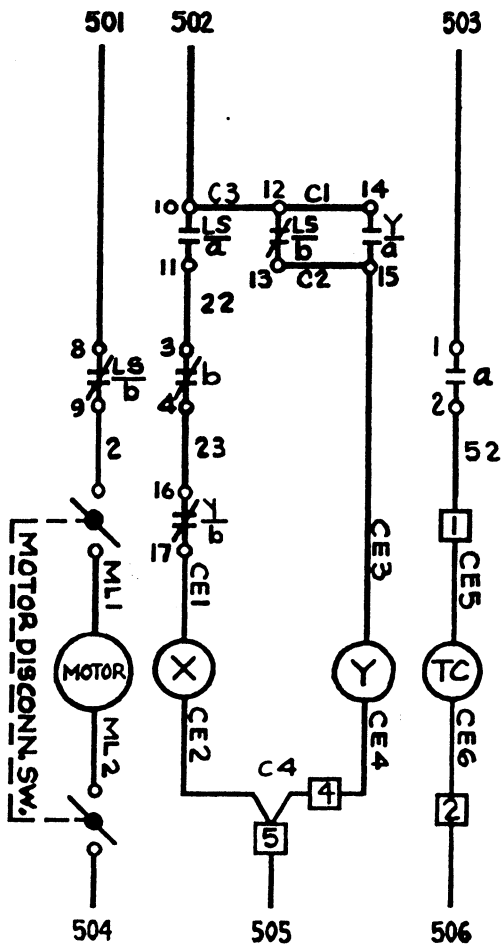 501 502 503
C3 12 C1 14
10
LS
a
LS
b
Y
a
11
13 C2 15
22
8
LS
b
9
3
b
4
1
a
2
2
23
52
16
Y
b
17
1
MOTOR DISCONN. SW.
ML1
CE1
CE3
CE5
MOTOR X Y TC
ML2
CE2
CE4
CE6
C4
4
5
2
504 505 506